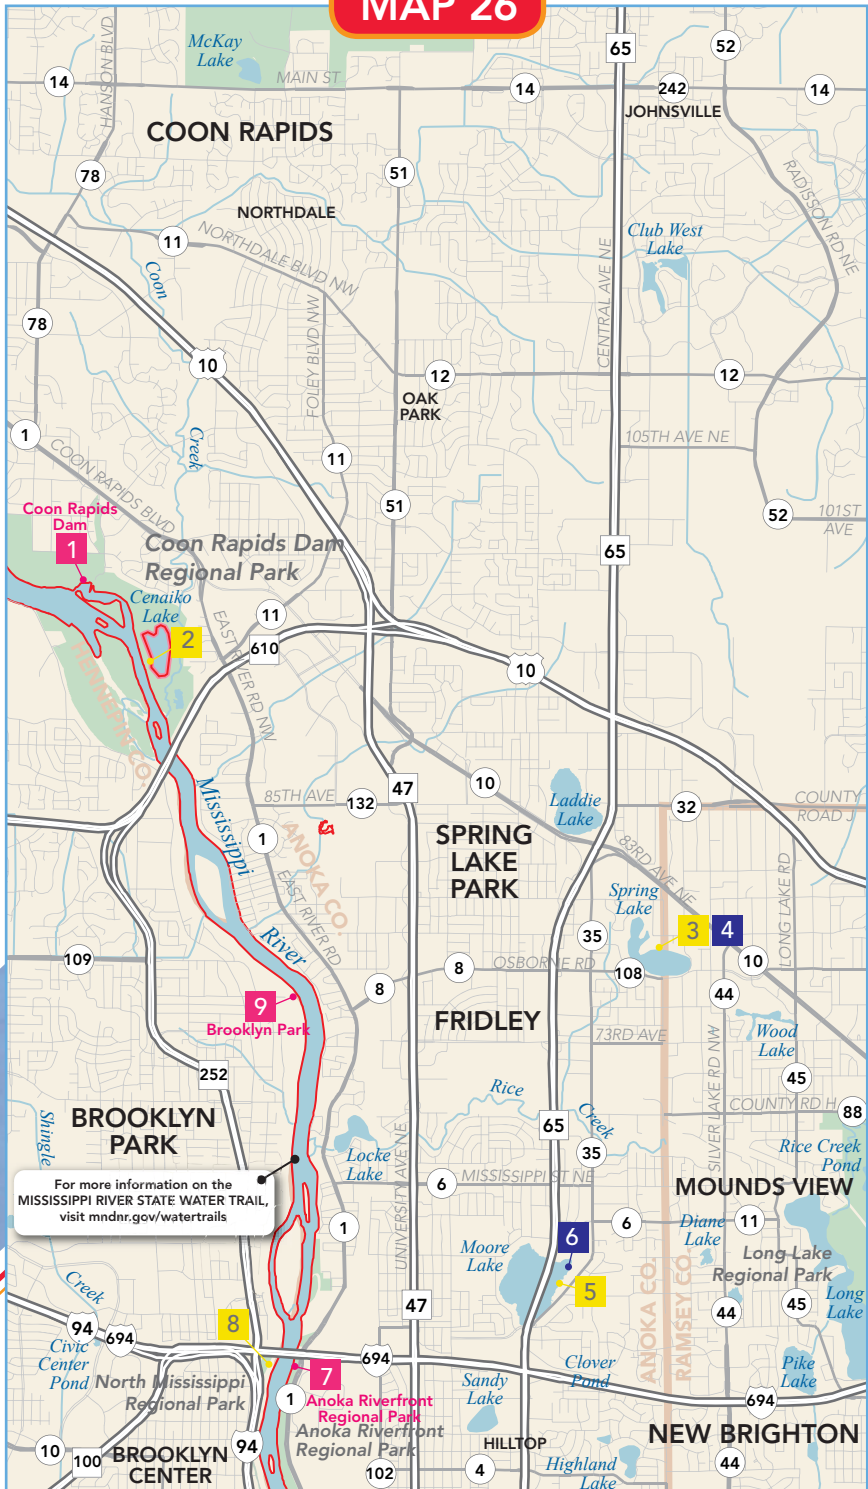 MAP 26
McKay
Lake
HANSON BLVD
MAIN ST
14
14
242
14
65
52
JOHNSVILLE
COON RAPIDS
78
51
RADISSON RD NE
NORTHDALE
11
NORTHDALE BLVD NW
Club West
Lake
Coon
CENTRAL AVE NE
78
FOLEY BLVD NW
10
12
12
OAK
PARK
1
COON RAPIDS BLVD
Creek
11
105TH AVE NE
51
52
101ST
AVE
Coon Rapids
Dam
1
Coon Rapids Dam
Regional Park
65
Cenaiko
Lake
2
11
EAST RIVER RD NW
610
HENNEPIN CO.
10
Mississippi
85TH AVE
132
47
10
Laddie
Lake
32
COUNTY
ROAD J
1
ANOKA CO.
SPRING
LAKE
PARK
83RD AVE NE
LONG LAKE RD
EAST RIVER RD
Spring
Lake
River
3
4
35
109
8
8
OSBORNE RD
108
10
44
9
Brooklyn Park
FRIDLEY
73RD AVE
SILVER LAKE RD NW
Wood
Lake
252
45
Rice
Creek
COUNTY RD H
88
BROOKLYN
PARK
Shingle
65
35
Locke
Lake
UNIVERSITY AVE NE
Rice Creek
Pond
For more information on the
MISSISSIPPI RIVER STATE WATER TRAIL,
visit mndnr.gov/watertrails
6
MISSISSIPPI ST NE
MOUNDS VIEW
1
6
Diane
Lake
11
6
Moore
Lake
5
ANOKA CO.
RAMSEY CO.
Long Lake
Regional Park
Creek
47
44
45
Long
Lake
94
694
8
Civic
Center
Pond
694
Clover
Pond
Pike
Lake
7
North Mississippi
Regional Park
1
Anoka Riverfront
Regional Park
Sandy
Lake
694
Anoka Riverfront
Regional Park
NEW BRIGHTON
10
100
BROOKLYN
CENTER
94
HILLTOP
102
4
Highland
Lake
44